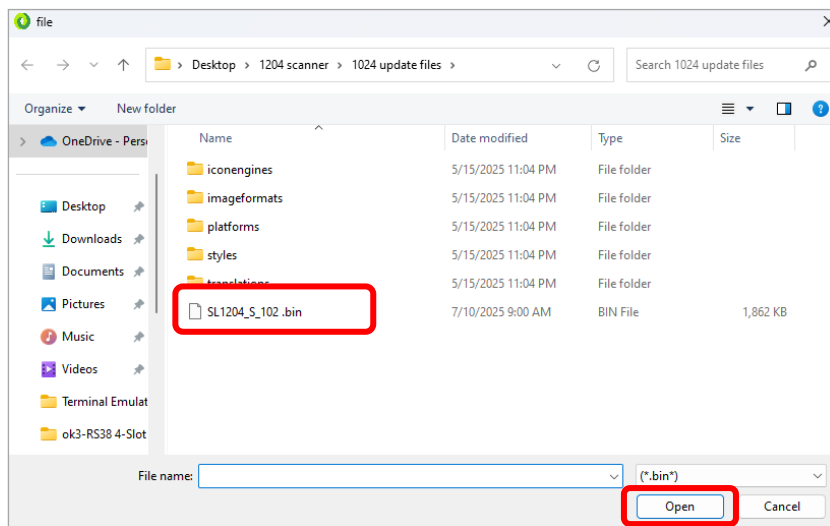 file
Desktop > 1204 scanner > 1024 update files >
Search 1024 update files
Organize New folder
Name Date modified Type Size
OneDrive - Pers
iconengines 5/15/2025 11:04 PM File folder
imageformats 5/15/2025 11:04 PM File folder
Desktop
platforms 5/15/2025 11:04 PM File folder
Downloads
styles 5/15/2025 11:04 PM File folder
Documents
translations 5/15/2025 11:04 PM File folder
Pictures
SL1204_S_102 .bin 7/10/2025 9:00 AM BIN File 1,862 KB
Music
Videos
Terminal Emulat
ok3-RS38 4-Slot
File name: (*.bin*)
Open Cancel